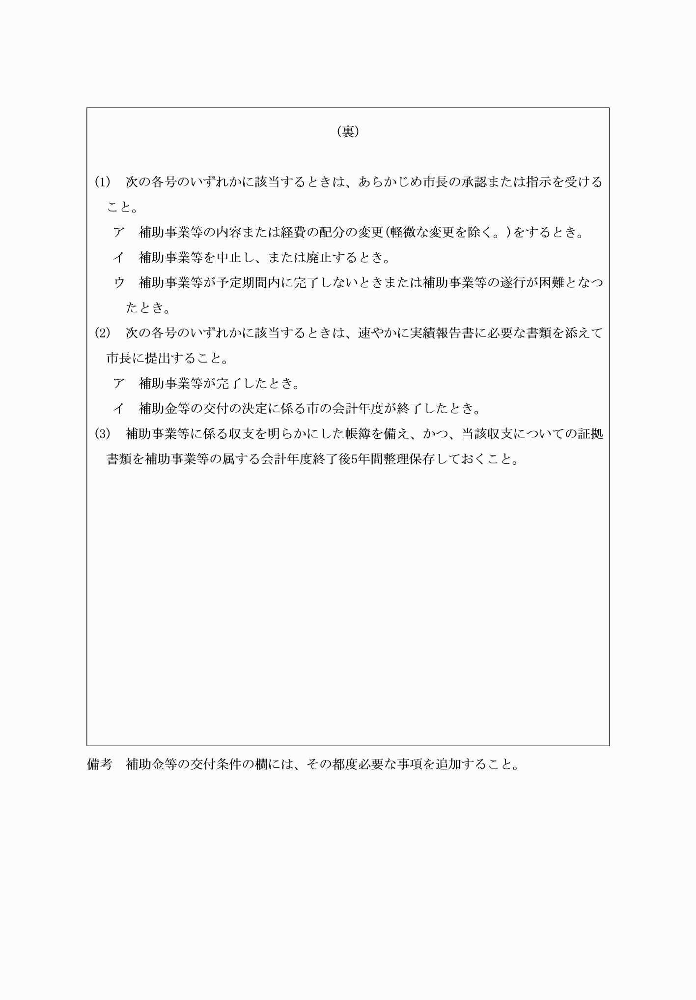 (裏)
(1)　次の各号のいずれかに該当するときは、あらかじめ市長の承認または指示を受ける
こと。
ア　補助事業等の内容または経費の配分の変更(軽微な変更を除く。)をするとき。
イ　補助事業等を中止し、または廃止するとき。
ウ　補助事業等が予定期間内に完了しないときまたは補助事業等の遂行が困難となつ
たとき。
(2)　次の各号のいずれかに該当するときは、速やかに実績報告書に必要な書類を添えて
市長に提出すること。
ア　補助事業等が完了したとき。
イ　補助金等の交付の決定に係る市の会計年度が終了したとき。
(3)　補助事業等に係る収支を明らかにした帳簿を備え、かつ、当該収支についての証拠
書類を補助事業等の属する会計年度終了後5年間整理保存しておくこと。
備考　補助金等の交付条件の欄には、その都度必要な事項を追加すること。